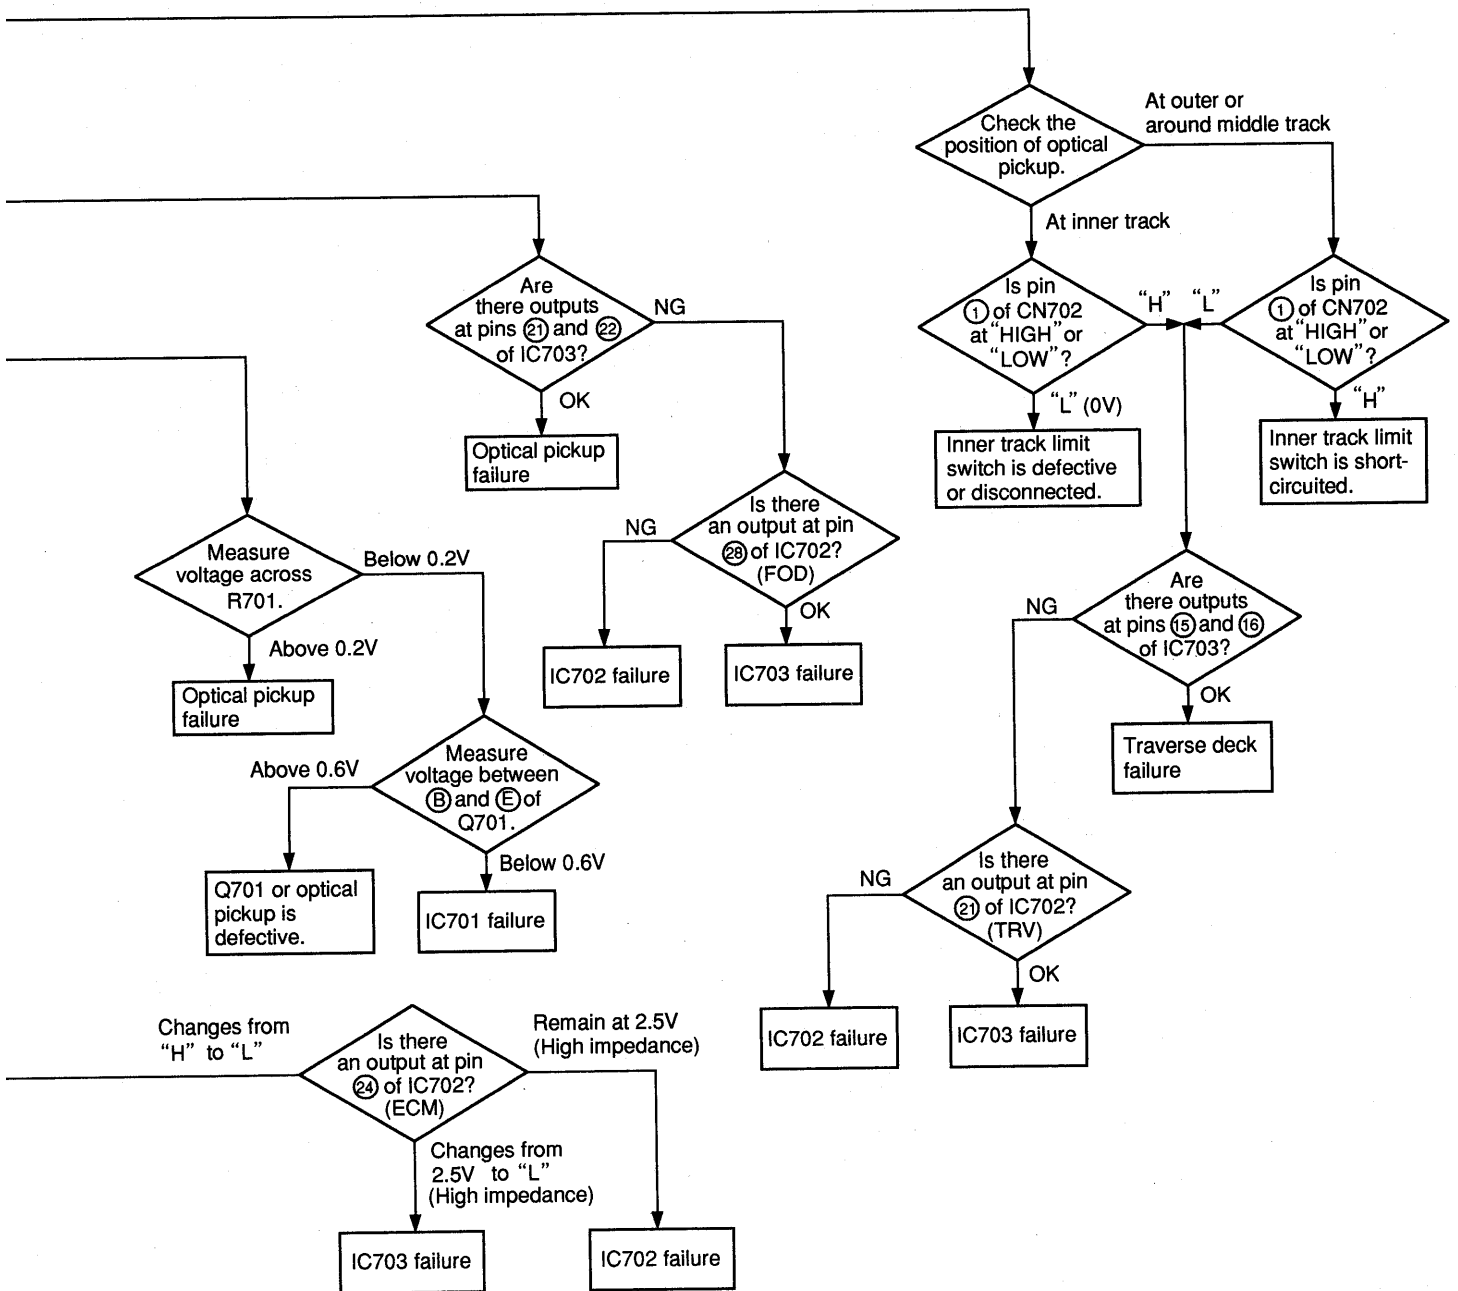 Check the
position of optical
pickup.
At outer or
around middle track
At inner track
Is pin
① of CN702
at “HIGH” or
“LOW” ?
“H”
“L”
Is pin
① of CN702
at “HIGH” or
“LOW” ?
“L” (0V)
Inner track limit
switch is defective
or disconnected.
“H”
Inner track limit
switch is short-
circuited.
Are
there outputs
at pins ㉑ and ㉒
of IC703?
NG
OK
Optical pickup
failure
Is there
an output at pin
㉘ of IC702?
(FOD)
NG
OK
IC702 failure
IC703 failure
Are
there outputs
at pins ⑮ and ⑯
of IC703?
NG
OK
Traverse deck
failure
Measure
voltage across
R701.
Below 0.2V
Above 0.2V
Optical pickup
failure
Measure
voltage between
Ⓑ and Ⓔ of
Q701.
Above 0.6V
Below 0.6V
Q701 or optical
pickup is
defective.
IC701 failure
Is there
an output at pin
㉑ of IC702?
(TRV)
NG
OK
IC702 failure
IC703 failure
Changes from
“H” to “L”
Is there
an output at pin
㉔ of IC702?
(ECM)
Remain at 2.5V
(High impedance)
Changes from
2.5V to “L”
(High impedance)
IC703 failure
IC702 failure